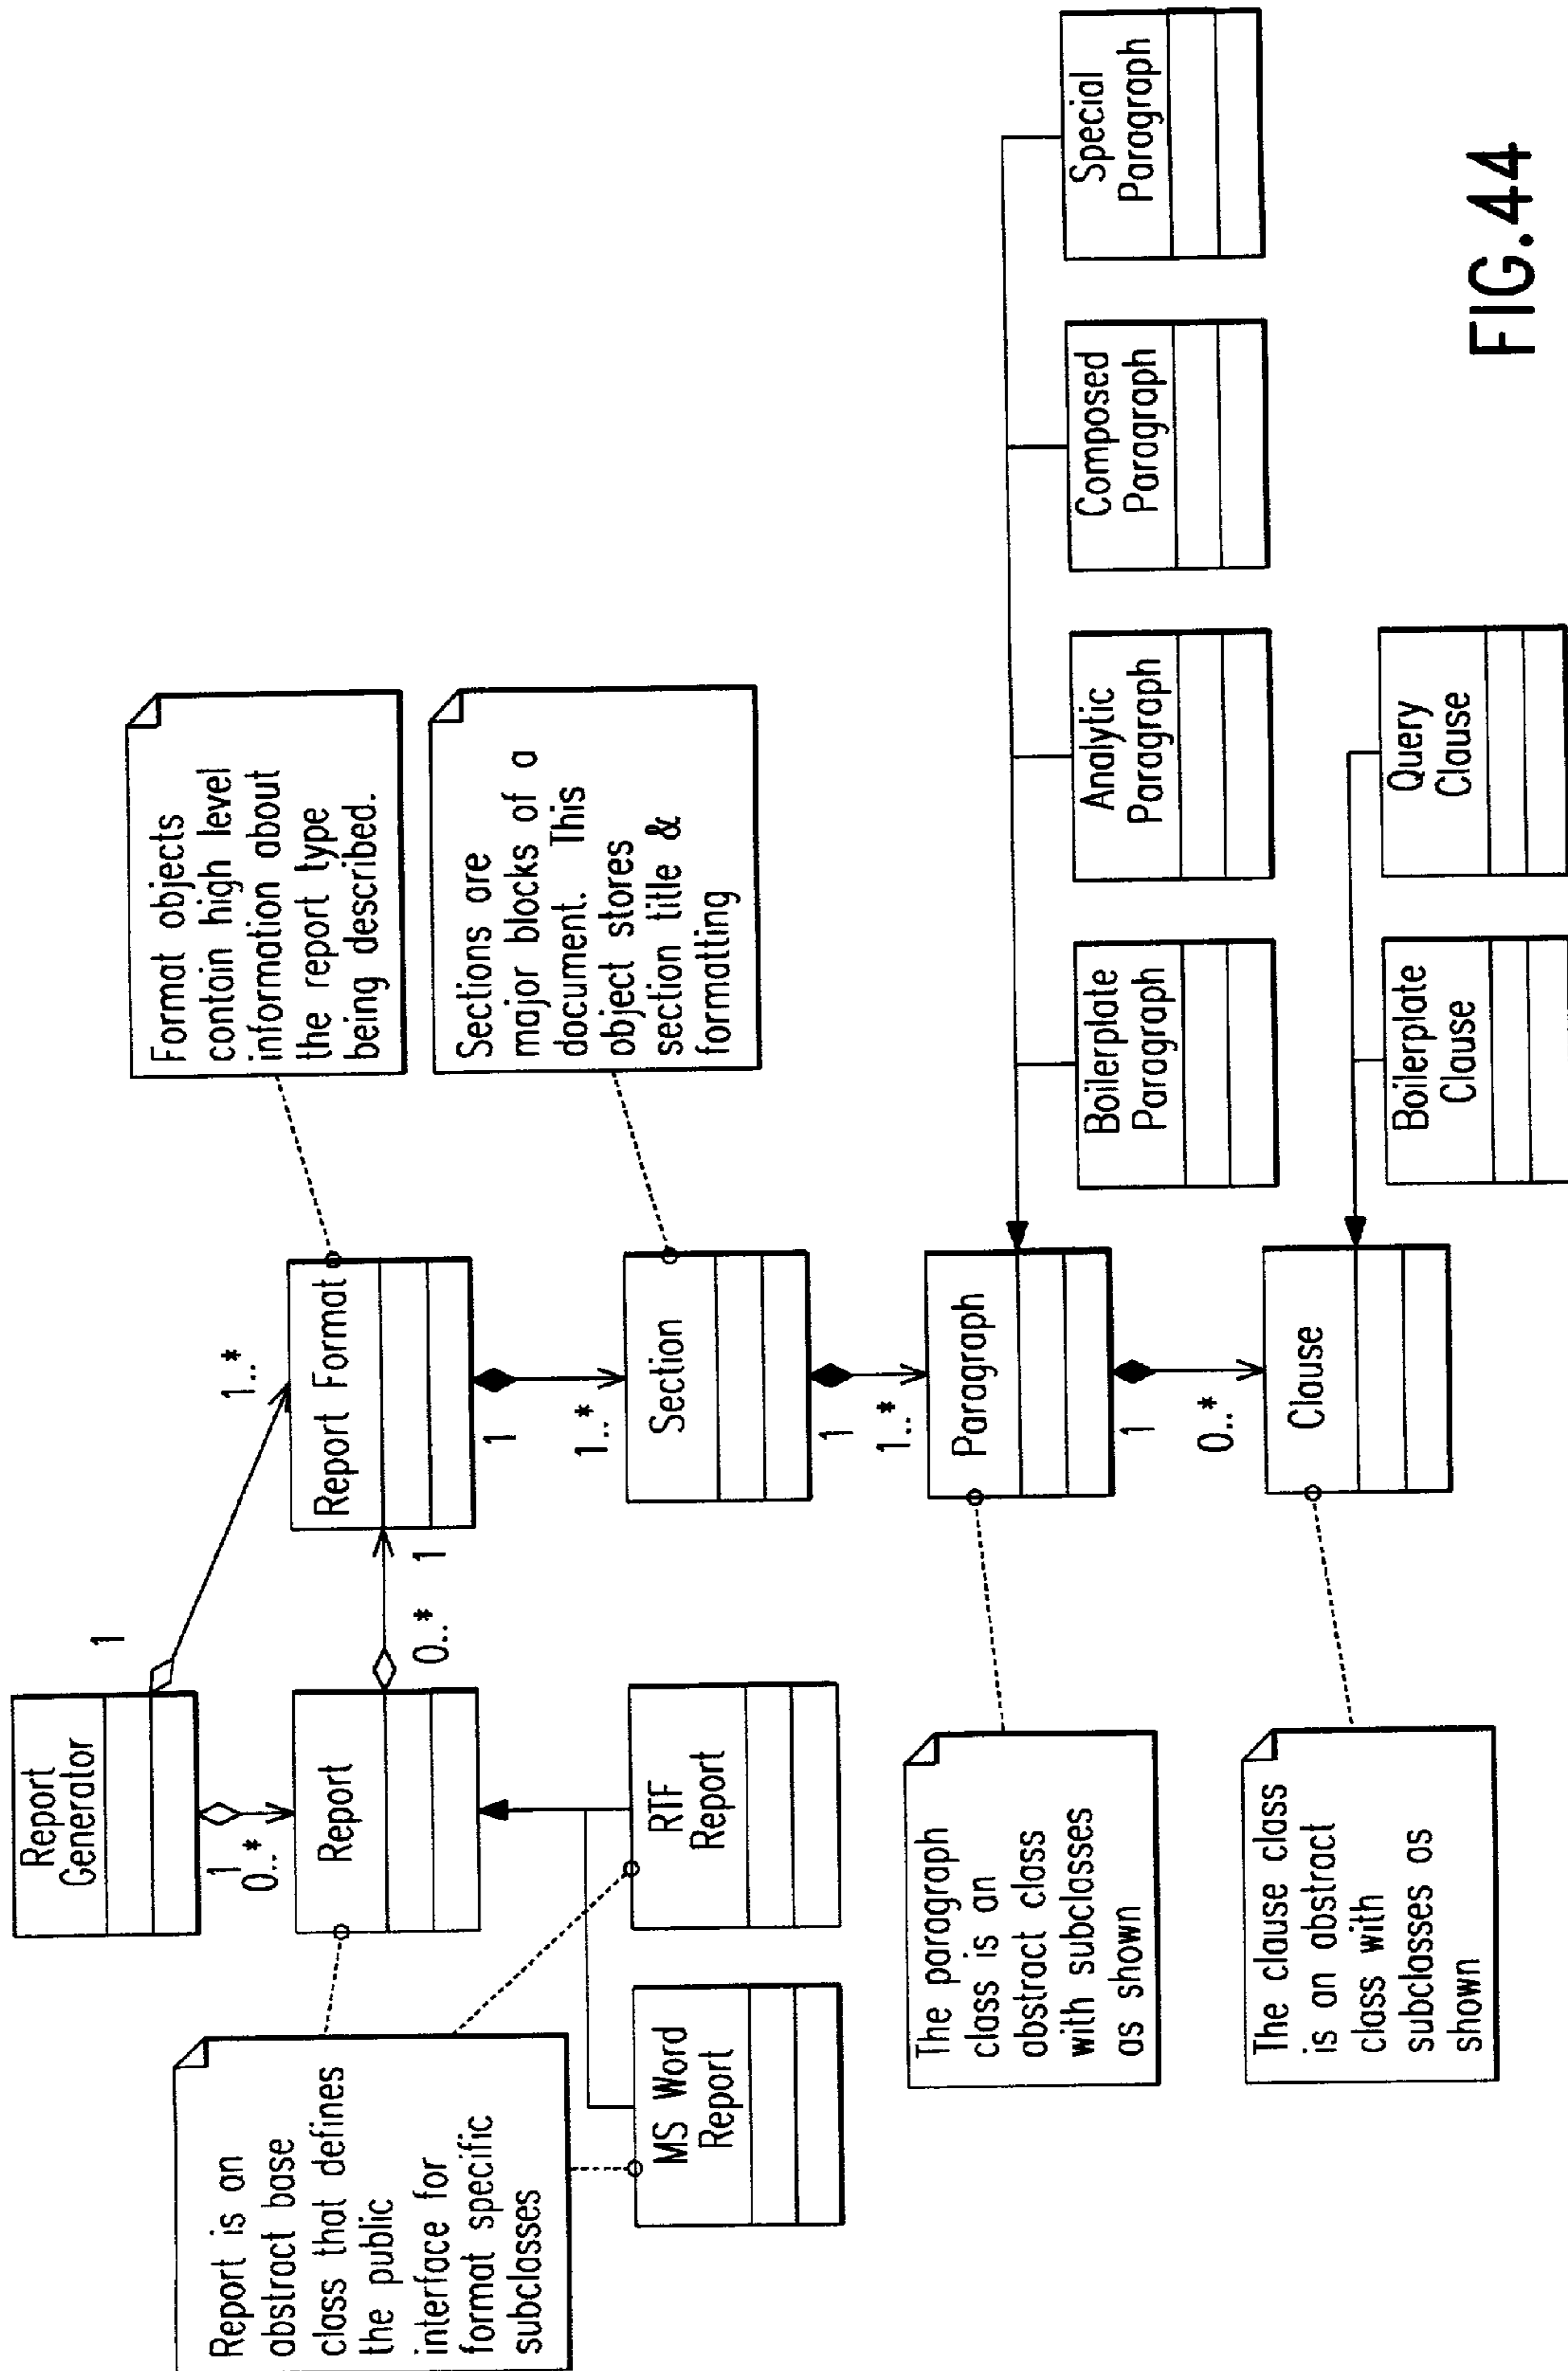 Report
Generator
1
1
0..*
1..*
Report is an
abstract base
class that defines
the public
interface for
format specific
subclasses
Report
0..*
1
Report Format
Format objects
contain high level
information about
the report type
being described.
1
1..*
MS Word
Report
RTF
Report
Section
Sections are
major blocks of a
document. This
object stores
section title &
formatting
1
1..*
The paragraph
class is an
abstract class
with subclasses
as shown
Paragraph
Boilerplate
Paragraph
Analytic
Paragraph
Composed
Paragraph
Special
Paragraph
1
0..*
The clause class
is an abstract
class with
subclasses as
shown
Clause
Boilerplate
Clause
Query
Clause
FIG.44